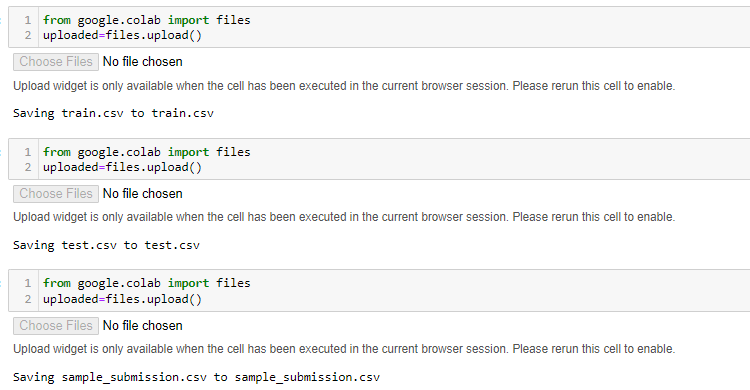 1 from google.colab import files
2 uploaded=files.upload()
Choose Files No file chosen
Upload widget is only available when the cell has been executed in the current browser session. Please rerun this cell to enable.
Saving train.csv to train.csv
1 from google.colab import files
2 uploaded=files.upload()
Choose Files No file chosen
Upload widget is only available when the cell has been executed in the current browser session. Please rerun this cell to enable.
Saving test.csv to test.csv
1 from google.colab import files
2 uploaded=files.upload()
Choose Files No file chosen
Upload widget is only available when the cell has been executed in the current browser session. Please rerun this cell to enable.
Saving sample_submission.csv to sample_submission.csv